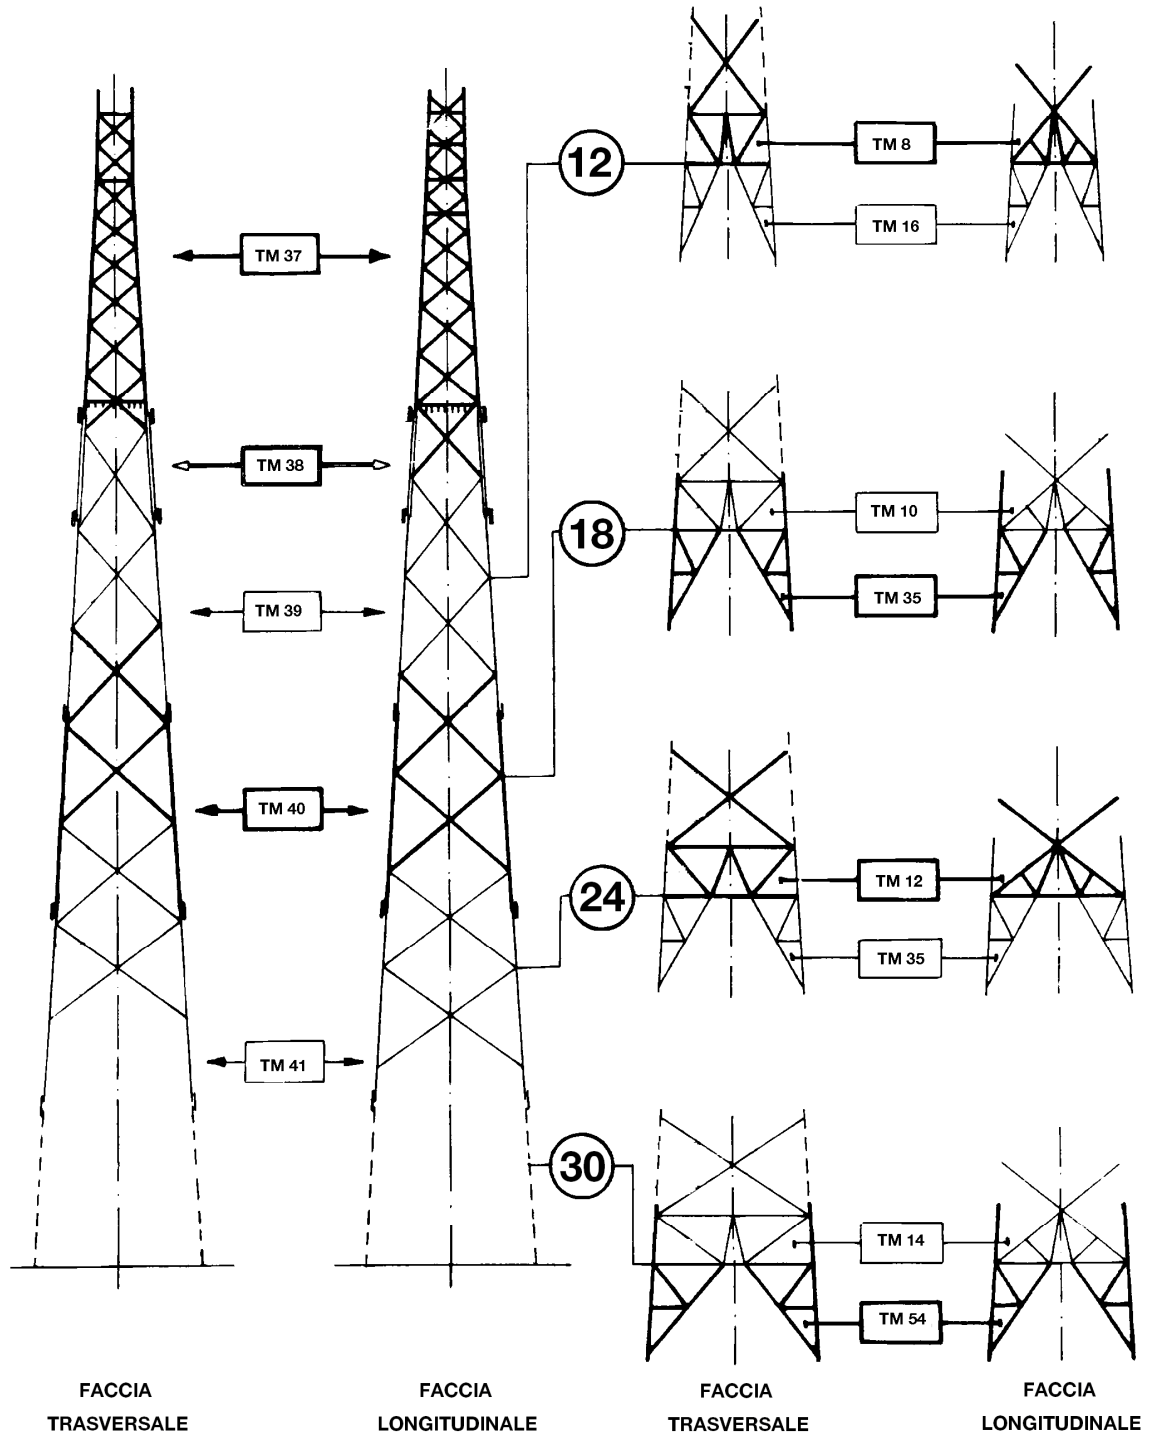 12
TM 8
TM 16
TM 37
TM 38
18
TM 10
TM 35
TM 39
TM 40
24
TM 12
TM 35
TM 41
30
TM 14
TM 54
FACCIA
TRASVERSALE
FACCIA
LONGITUDINALE
FACCIA
TRASVERSALE
FACCIA
LONGITUDINALE